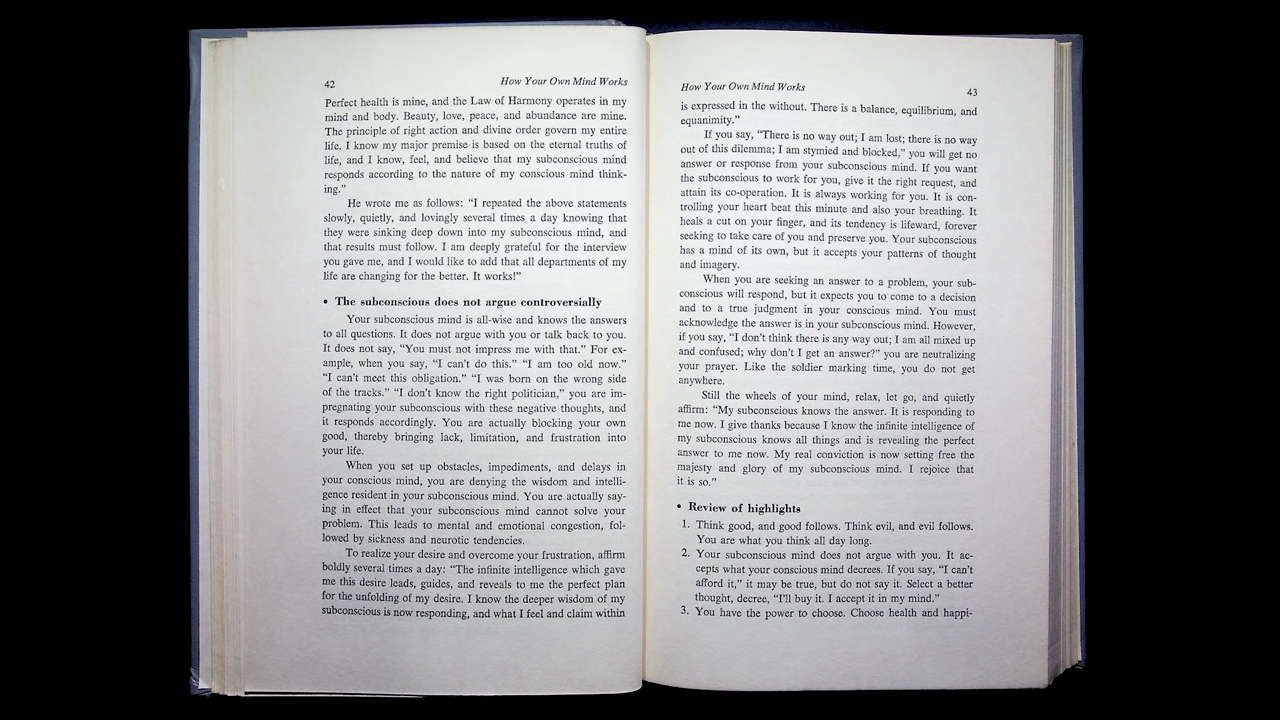 42
How Your Own Mind Works
Perfect health is mine, and the Law of Harmony operates in my
mind and body. Beauty, love, peace, and abundance are mine.
The principle of right action and divine order govern my entire
life. I know my major premise is based on the eternal truths of
life, and I know, feel, and believe that my subconscious mind
responds according to the nature of my conscious mind think-
ing.”
He wrote me as follows: “I repeated the above statements
slowly, quietly, and lovingly several times a day knowing that
they were sinking deep down into my subconscious mind, and
that results must follow. I am deeply grateful for the interview
you gave me, and I would like to add that all departments of my
life are changing for the better. It works!”
• The subconscious does not argue controversially
Your subconscious mind is all-wise and knows the answers
to all questions. It does not argue with you or talk back to you.
It does not say, “You must not impress me with that.” For ex-
ample, when you say, “I can’t do this.” “I am too old now.”
“I can’t meet this obligation.” “I was born on the wrong side
of the tracks.” “I don’t know the right politician,” you are im-
pregnating your subconscious with these negative thoughts, and
it responds accordingly. You are actually blocking your own
good, thereby bringing lack, limitation, and frustration into
your life.
When you set up obstacles, impediments, and delays in
your conscious mind, you are denying the wisdom and intelli-
gence resident in your subconscious mind. You are actually say-
ing in effect that your subconscious mind cannot solve your
problem. This leads to mental and emotional congestion, fol-
lowed by sickness and neurotic tendencies.
To realize your desire and overcome your frustration, affirm
boldly several times a day: “The infinite intelligence which gave
me this desire leads, guides, and reveals to me the perfect plan
for the unfolding of my desire. I know the deeper wisdom of my
subconscious is now responding, and what I feel and claim within
How Your Own Mind Works
43
is expressed in the without. There is a balance, equilibrium, and
equanimity.”
If you say, “There is no way out; I am lost; there is no way
out of this dilemma; I am stymied and blocked,” you will get no
answer or response from your subconscious mind. If you want
the subconscious to work for you, give it the right request, and
attain its co-operation. It is always working for you. It is con-
trolling your heart beat this minute and also your breathing. It
heals a cut on your finger, and its tendency is lifeward, forever
seeking to take care of you and preserve you. Your subconscious
has a mind of its own, but it accepts your patterns of thought
and imagery.
When you are seeking an answer to a problem, your sub-
conscious will respond, but it expects you to come to a decision
and to a true judgment in your conscious mind. You must
acknowledge the answer is in your subconscious mind. However,
if you say, “I don’t think there is any way out; I am all mixed up
and confused; why don’t I get an answer?” you are neutralizing
your prayer. Like the soldier marking time, you do not get
anywhere.
Still the wheels of your mind, relax, let go, and quietly
affirm: “My subconscious knows the answer. It is responding to
me now. I give thanks because I know the infinite intelligence of
my subconscious knows all things and is revealing the perfect
answer to me now. My real conviction is now setting free the
majesty and glory of my subconscious mind. I rejoice that
it is so.”
• Review of highlights
1. Think good, and good follows. Think evil, and evil follows.
You are what you think all day long.
2. Your subconscious mind does not argue with you. It ac-
cepts what your conscious mind decrees. If you say, “I can’t
afford it,” it may be true, but do not say it. Select a better
thought, decree, “I’ll buy it. I accept it in my mind.”
3. You have the power to choose. Choose health and happi-